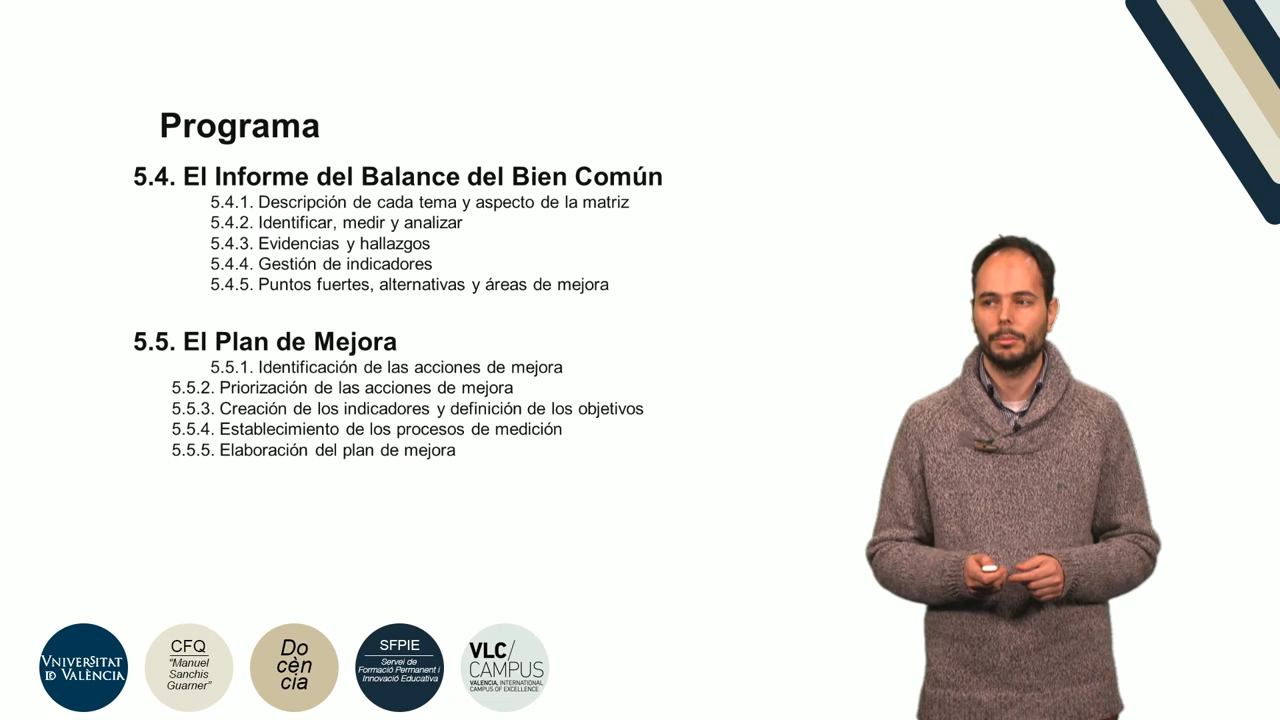 Programa
5.4. El Informe del Balance del Bien Común
5.4.1. Descripción de cada tema y aspecto de la matriz
5.4.2. Identificar, medir y analizar
5.4.3. Evidencias y hallazgos
5.4.4. Gestión de indicadores
5.4.5. Puntos fuertes, alternativas y áreas de mejora
5.5. El Plan de Mejora
5.5.1. Identificación de las acciones de mejora
5.5.2. Priorización de las acciones de mejora
5.5.3. Creación de los indicadores y definición de los objetivos
5.5.4. Establecimiento de los procesos de medición
5.5.5. Elaboración del plan de mejora
VNIVERSITAT
ID VALÈNCIA
CFQ
"Manuel
Sanchis
Guarner"
Do
cèn
cia
SFPIE
Servei de
Formació Permanent i
Innovació Educativa
VLC/
CAMPUS
VALENCIA, INTERNATIONAL
CAMPUS OF EXCELLENCE